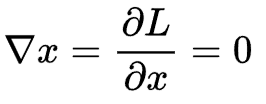 ∇x = ∂L/∂x = 0